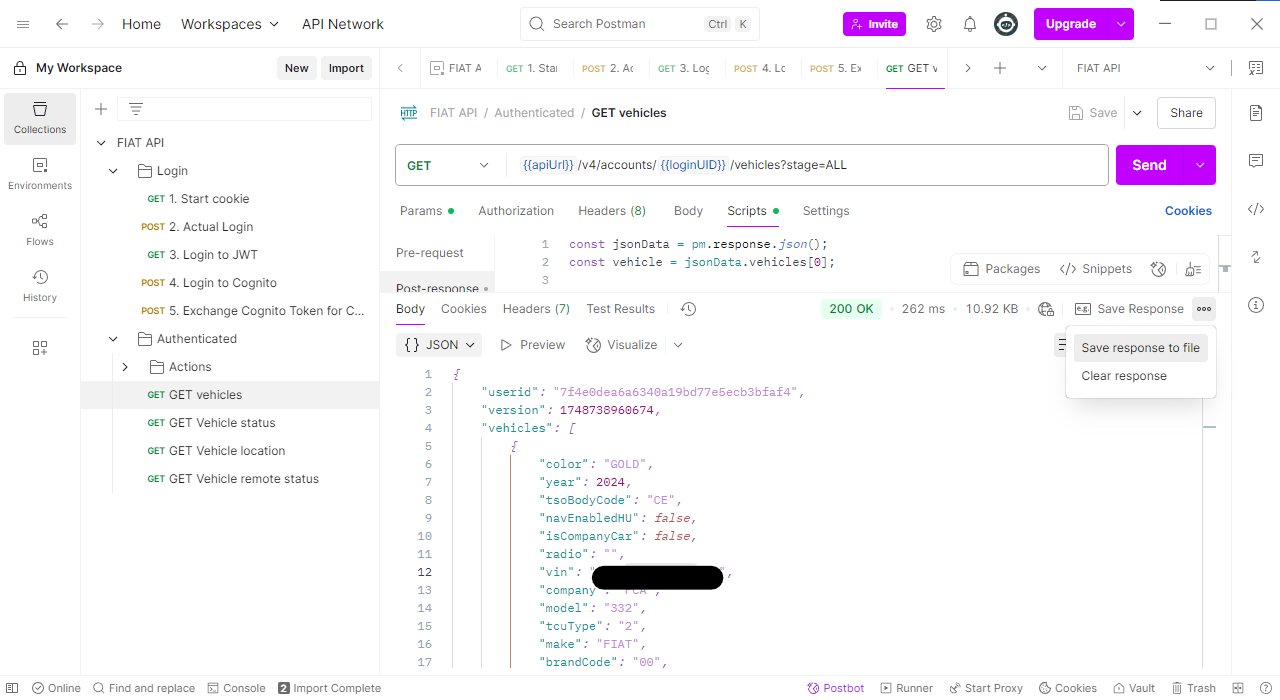 Home
Workspaces
API Network
Search Postman
Ctrl
K
Invite
Upgrade
My Workspace
New
Import
FIAT A
GET 1. Sta
POST 2. Ac
GET 3. Log
POST 4. Lo
POST 5. Ex
GET GET v
FIAT API
Collections
Environments
Flows
History
FIAT API
Login
GET 1. Start cookie
POST 2. Actual Login
GET 3. Login to JWT
POST 4. Login to Cognito
POST 5. Exchange Cognito Token for C...
Authenticated
Actions
GET GET vehicles
GET GET Vehicle status
GET GET Vehicle location
GET GET Vehicle remote status
HTTP FIAT API / Authenticated / GET vehicles
Save
Share
GET
{{apiUrl}} /v4/accounts/ {{loginUID}} /vehicles?stage=ALL
Send
Params
Authorization
Headers (8)
Body
Scripts
Settings
Cookies
Pre-request
Post-response
1 const jsonData = pm.response.json();
2 const vehicle = jsonData.vehicles[0];
3
Packages
Snippets
Body
Cookies
Headers (7)
Test Results
200 OK
262 ms
10.92 KB
e.g. Save Response
{} JSON
Preview
Visualize
Save response to file
Clear response
1 {
2 "userid": "7f4e0dea6a6340a19bd77e5ecb3bfaf4",
3 "version": 1748738960674,
4 "vehicles": [
5 {
6 "color": "GOLD",
7 "year": 2024,
8 "tsoBodyCode": "CE",
9 "navEnabledHU": false,
10 "isCompanyCar": false,
11 "radio": "",
12 "vin": "",
13 "company": "FCA",
14 "model": "332",
15 "tcuType": "2",
16 "make": "FIAT",
17 "brandCode": "00",
Online
Find and replace
Console
2 Import Complete
Postbot
Runner
Start Proxy
Cookies
Vault
Trash